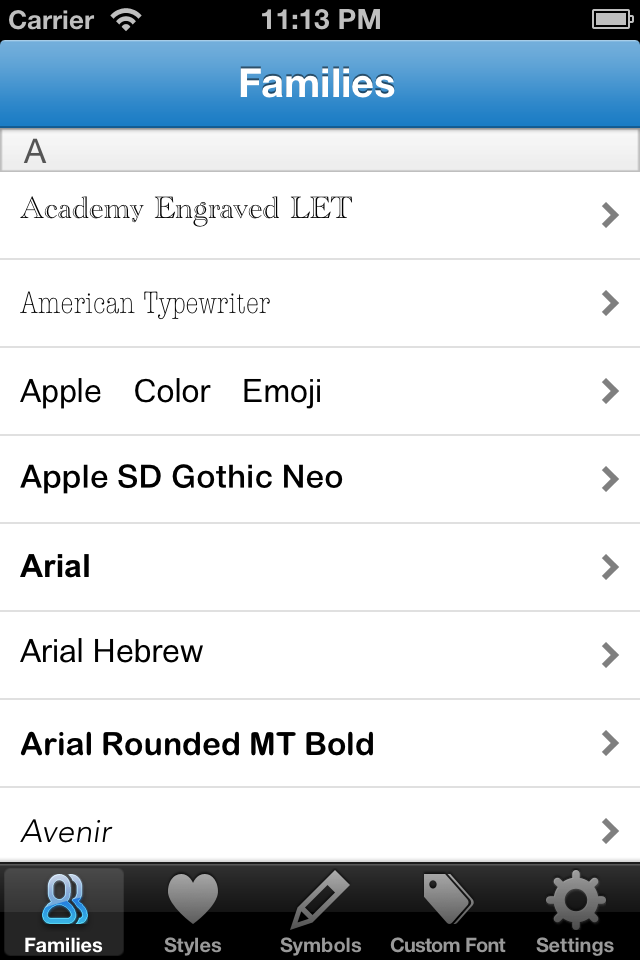 Carrier 11:13 PM
Families
A
Academy Engraved LET
American Typewriter
Apple Color Emoji
Apple SD Gothic Neo
Arial
Arial Hebrew
Arial Rounded MT Bold
Avenir
Families Styles Symbols Custom Font Settings